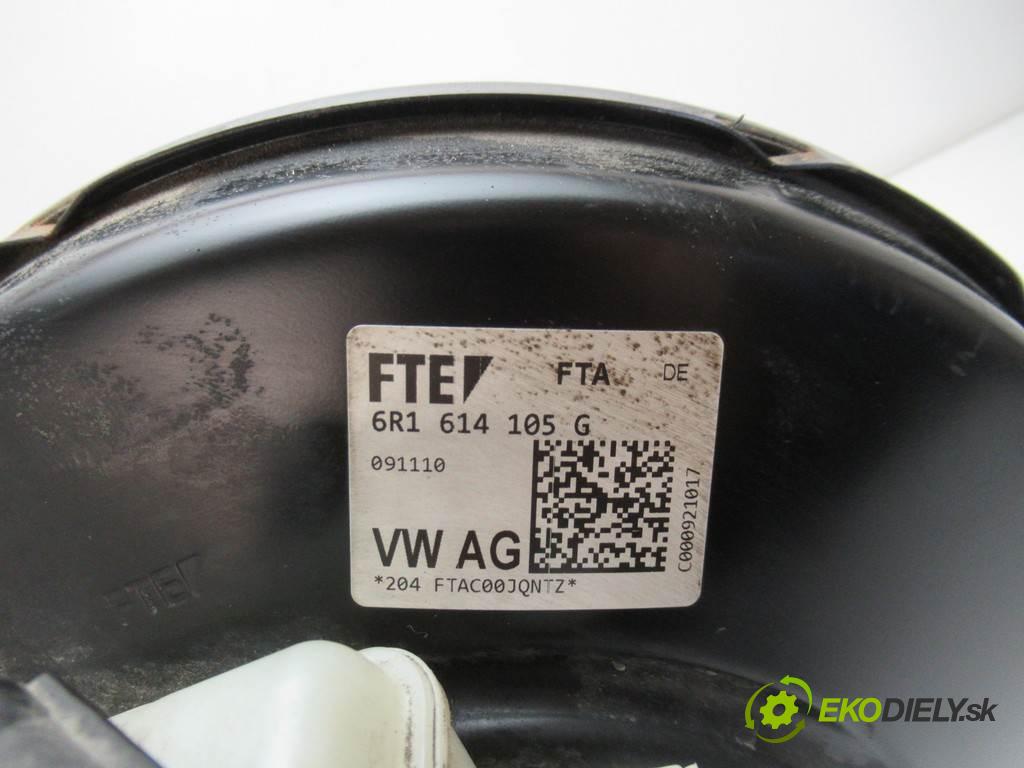 FTE FTA DE
6R1 614 105 G
091110
C000921017
VW AG
*204 FTAC00JQNTZ*
FTE
EKODIELY.sk